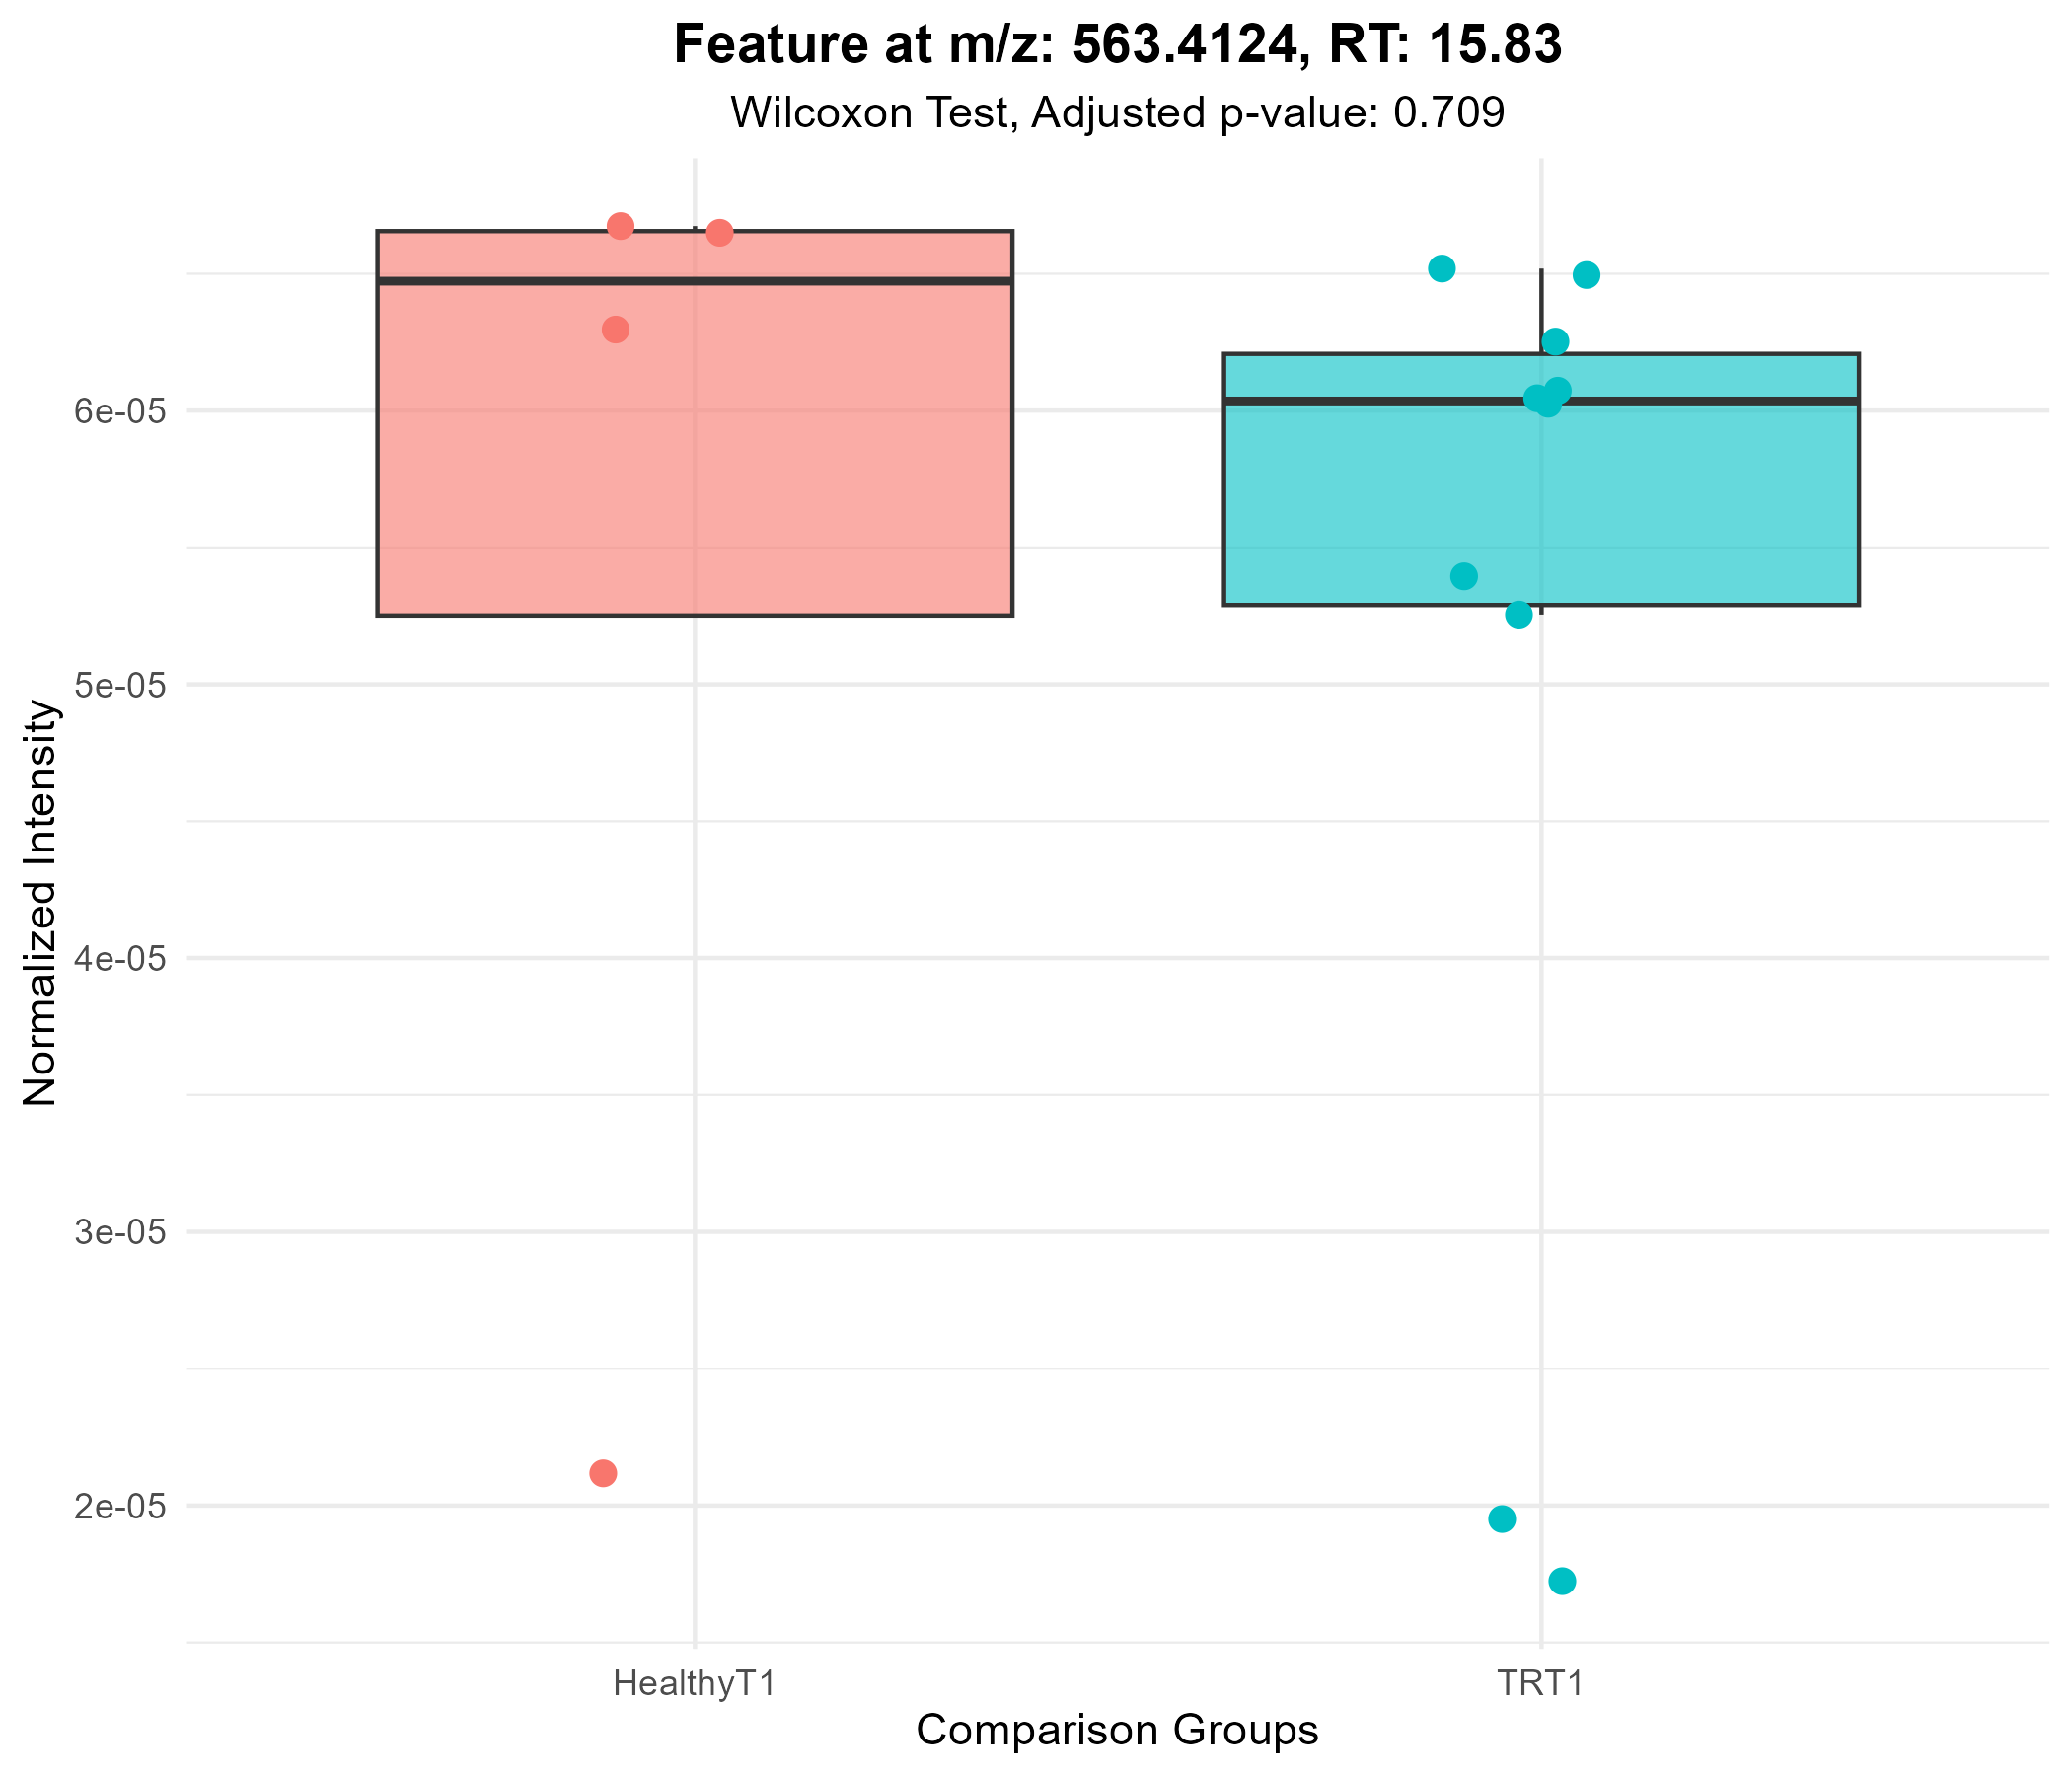 Feature at m/z: 563.4124, RT: 15.83
Wilcoxon Test, Adjusted p-value: 0.709
Normalized Intensity
6e-05
5e-05
4e-05
3e-05
2e-05
HealthyT1
TRT1
Comparison Groups